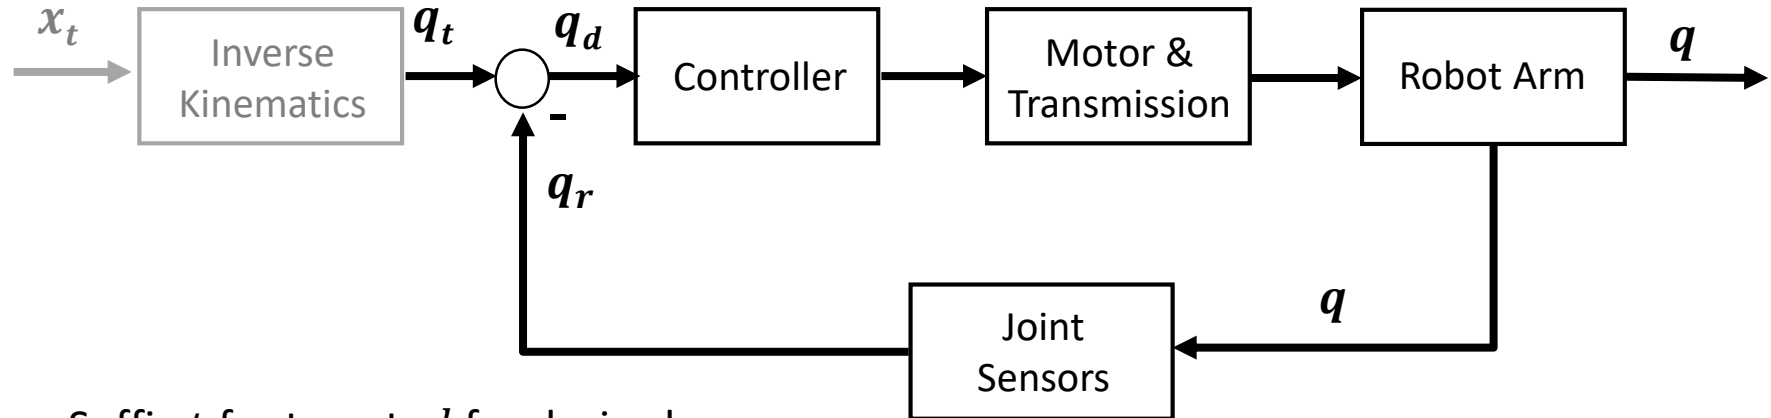 x_t
Inverse
Kinematics
q_t
q_d
Controller
Motor &
Transmission
Robot Arm
q
-
q_r
q
Joint
Sensors